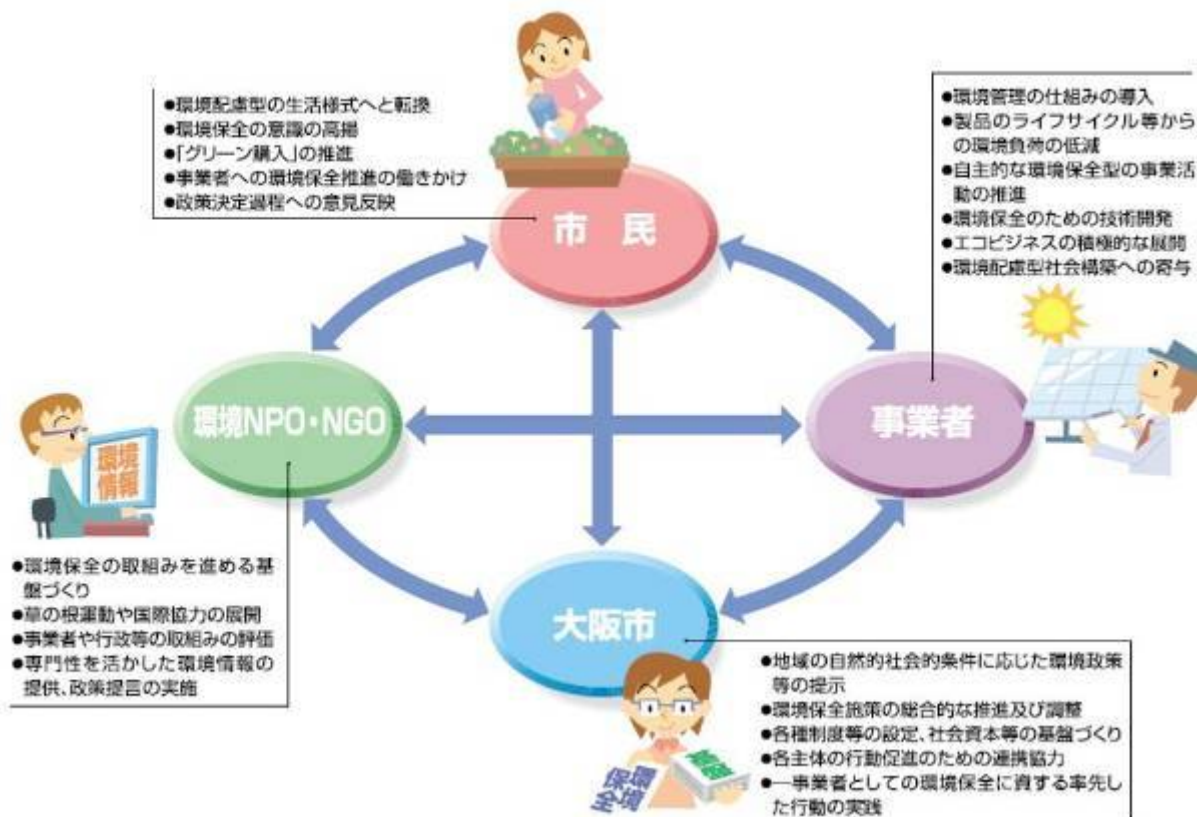 ●環境配慮型の生活様式へと転換
●環境保全の意識の高揚
●「グリーン購入」の推進
●事業者への環境保全推進の働きかけ
●政策決定過程への意見反映
市 民
●環境管理の仕組みの導入
●製品のライフサイクル等から
の環境負荷の低減
●自主的な環境保全型の事業活
動の推進
●環境保全のための技術開発
●エコビジネスの積極的な展開
●環境配慮型社会構築への寄与
環境NPO・NGO
事業者
環境
情報
●環境保全の取組みを進める基
盤づくり
●草の根運動や国際協力の展開
●事業者や行政等の取組みの評価
●専門性を活かした環境情報の
提供、政策提言の実施
大阪市
●地域の自然的社会的条件に応じた環境政策
等の提示
●環境保全施策の総合的な推進及び調整
●各種制度等の設定、社会資本等の基盤づくり
●各主体の行動促進のための連携協力
●一事業者としての環境保全に資する率先し
た行動の実践
環境
保全